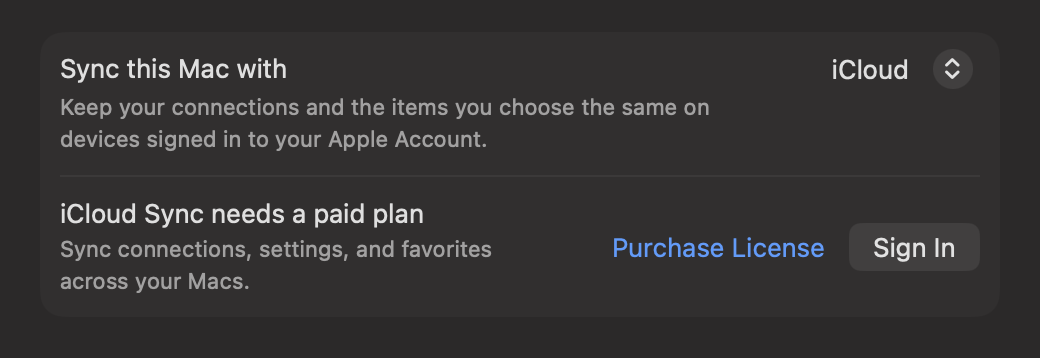 Sync this Mac with
iCloud
Keep your connections and the items you choose the same on
devices signed in to your Apple Account.
iCloud Sync needs a paid plan
Sync connections, settings, and favorites
across your Macs.
Purchase License
Sign In